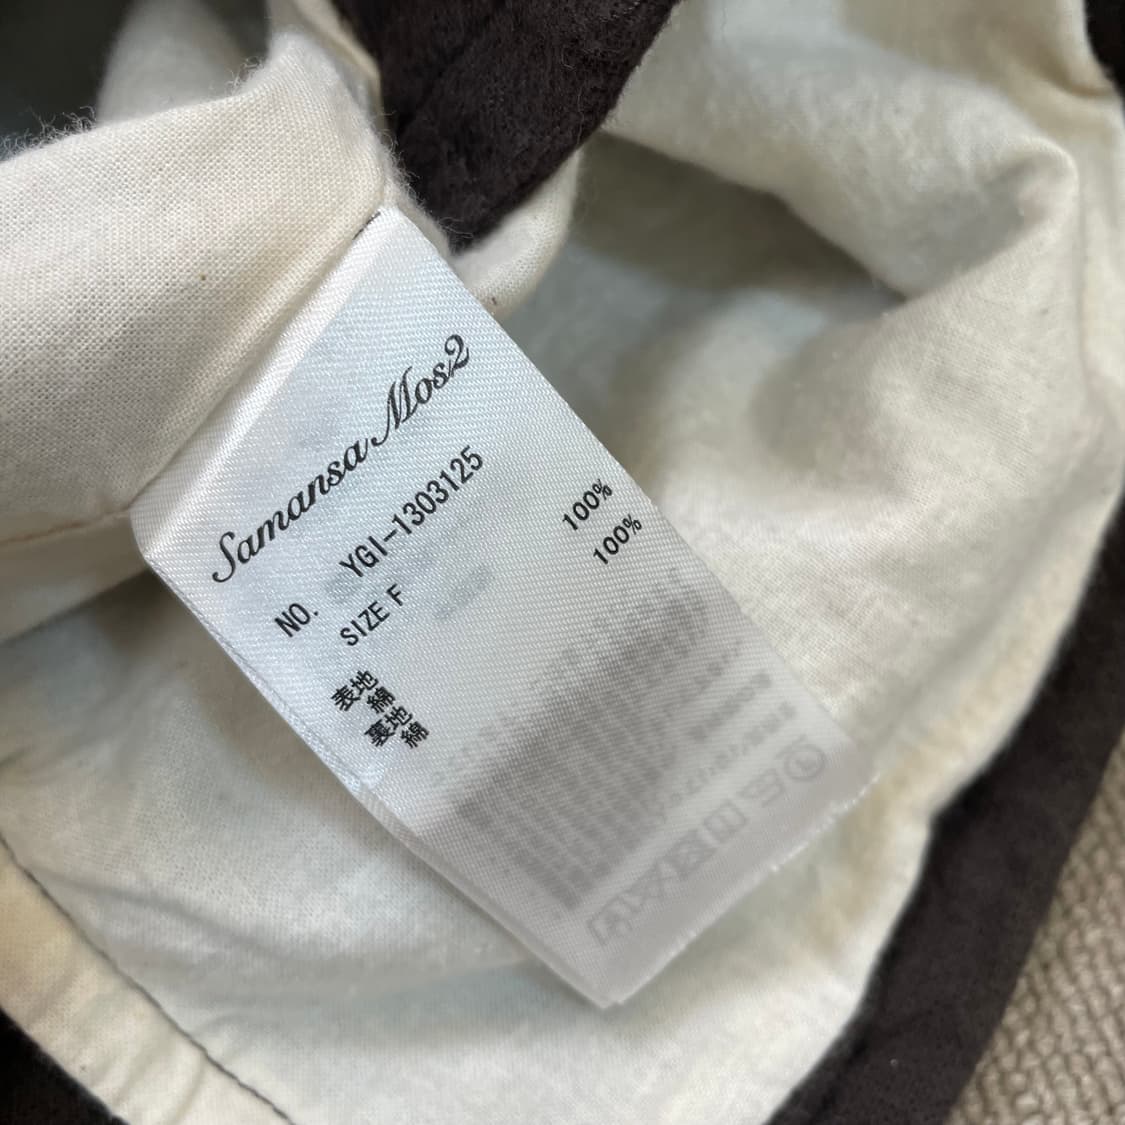 Samansa Mos2
NO. YGI-1303125
SIZE F
表地
綿 100%
裏地
綿 100%